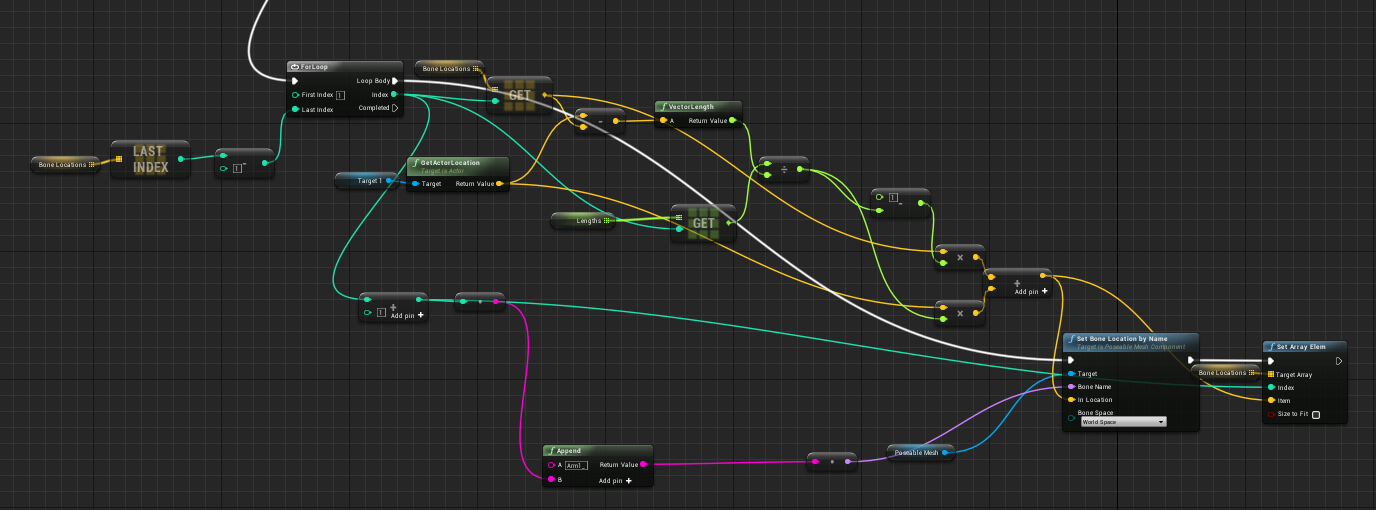 ForLoop
Loop Body
First Index 1
Index
Last Index
Completed
Bone Locations
GET
VectorLength
A
Return Value
LAST
INDEX
Bone Locations
1
GetActorLocation
Target is Actor
Target
Return Value
Target 1
Lengths
GET
1
Add pin +
1
Add pin +
Set Bone Location by Name
Target is Poseable Mesh Component
Target
Bone Name
In Location
Bone Space
World Space
Set Array Elem
Bone Locations
Target Array
Index
Item
Size to Fit
Append
A Arm1_
Return Value
B
Add pin +
Poseable Mesh